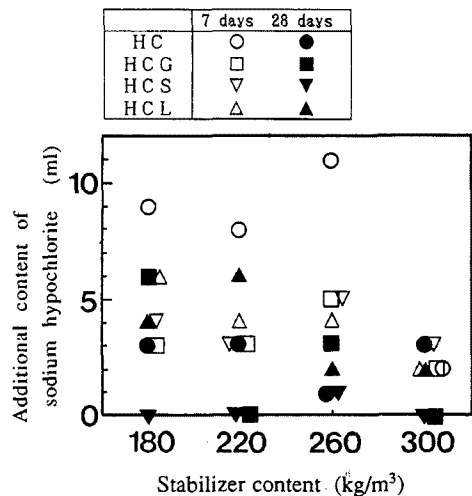 7 days 28 days
HC ○ ●
HCG □ ■
HCS ▽ ▼
HCL △ ▲
Additional content of
sodium hypochlorite (ml)
10
5
0
180 220 260 300
Stabilizer content (kg/m³)